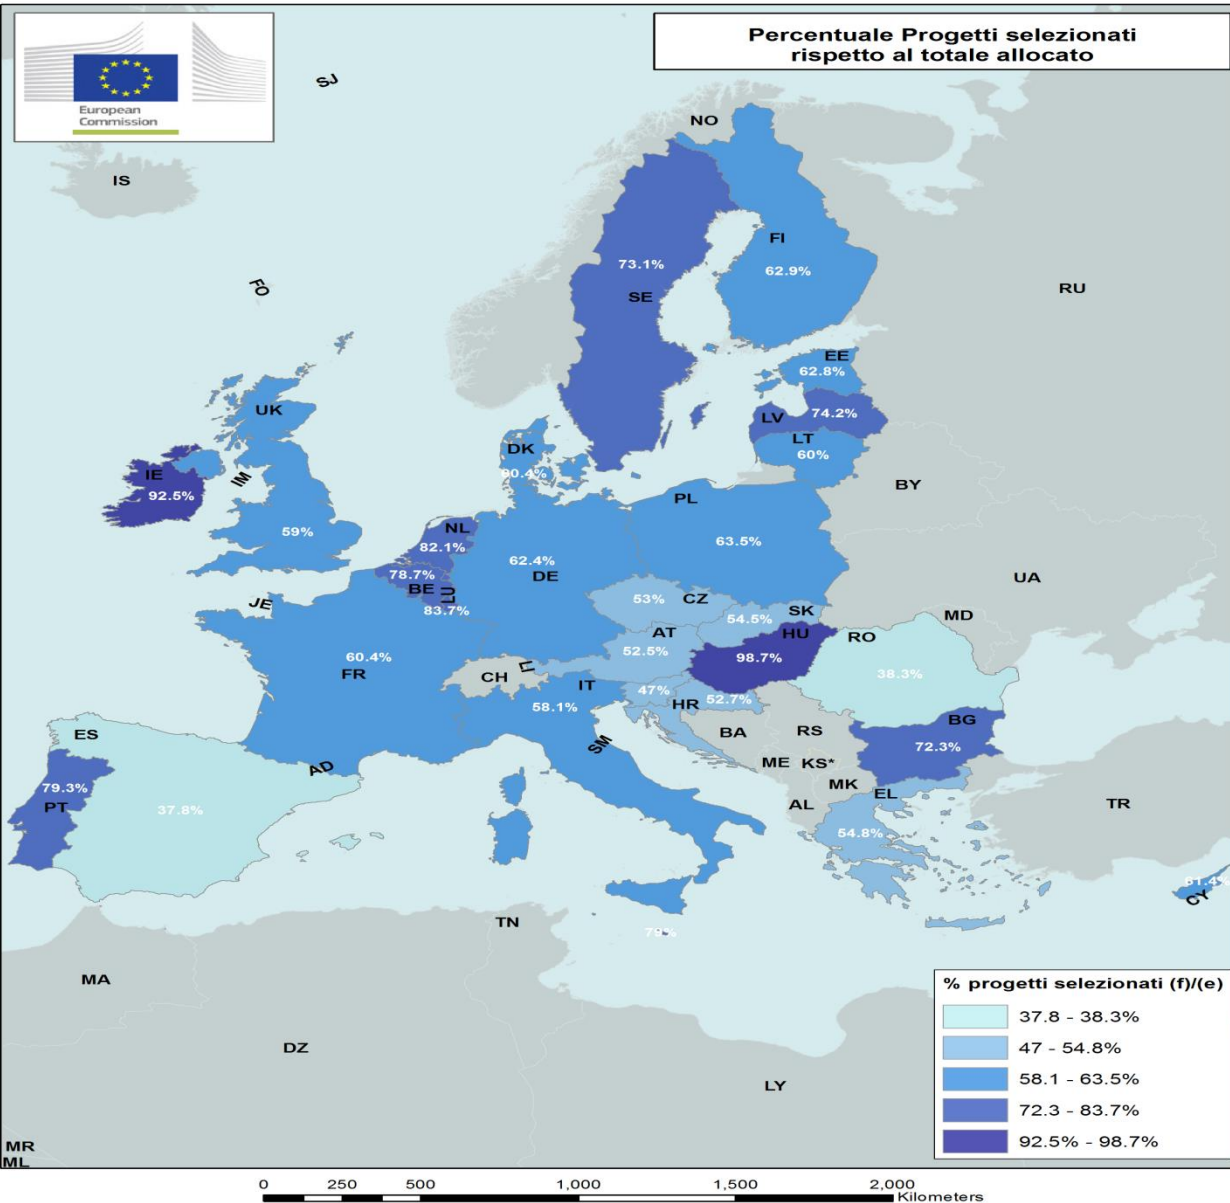 Percentuale Progetti selezionati
rispetto al totale allocato
European
Commission
SJ
NO
IS
FI
62.9%
73.1%
SE
RU
FO
EE
62.8%
UK
LV
74.2%
LT
60%
DK
60.4%
IE
92.5%
IM
BY
PL
63.5%
NL
82.1%
59%
62.4%
DE
78.7%
BE
LU
83.7%
UA
JE
53%
CZ
54.5%
SK
MD
AT
52.5%
HU
98.7%
RO
38.3%
60.4%
FR
LI
CH
IT
58.1%
47%
HR
52.7%
BG
72.3%
ES
SM
BA
RS
AD
ME
KS*
MK
79.3%
PT
37.8%
AL
EL
54.8%
TR
61.4%
CY
TN
79%
MA
DZ
LY
MR
ML
% progetti selezionati (f)/(e)
37.8 - 38.3%
47 - 54.8%
58.1 - 63.5%
72.3 - 83.7%
92.5% - 98.7%
0 250 500 1,000 1,500 2,000
Kilometers